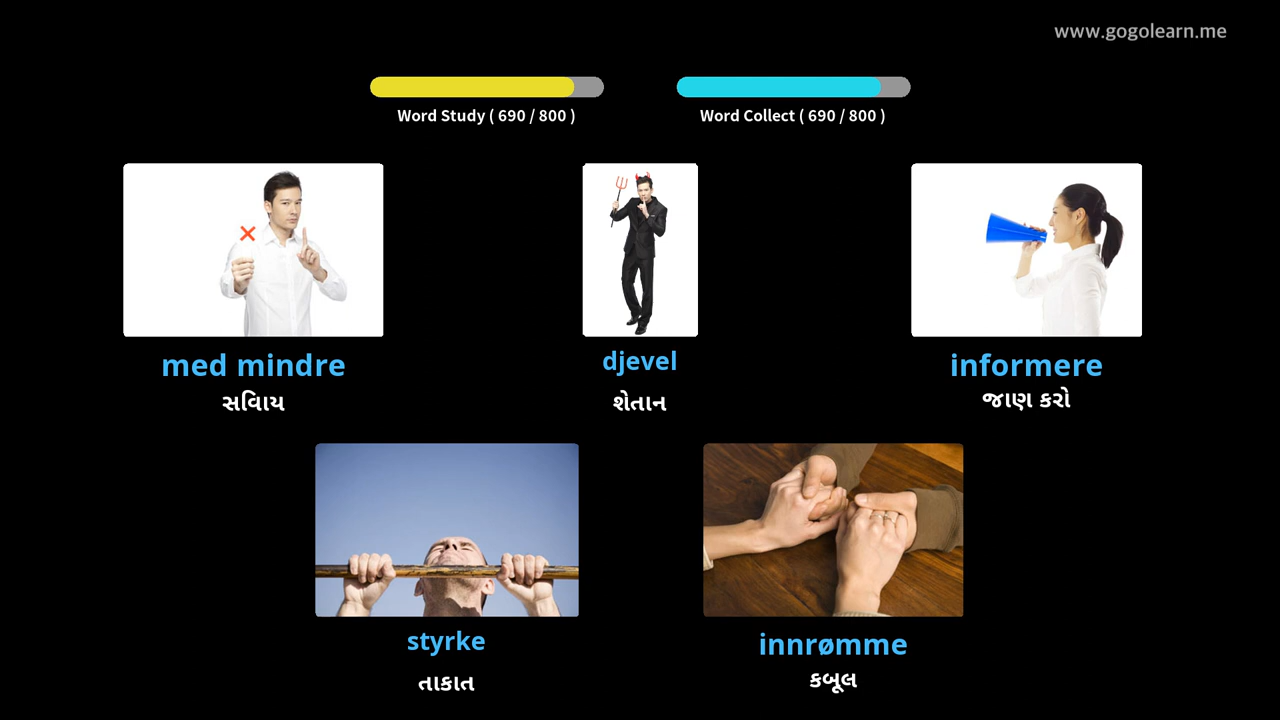 www.gogolearn.me
Word Study ( 690 / 800 )
Word Collect ( 690 / 800 )
med mindre
સિવાય
djevel
શેતાન
informere
જાણ કરો
styrke
તાકાત
innrømme
કબૂલ